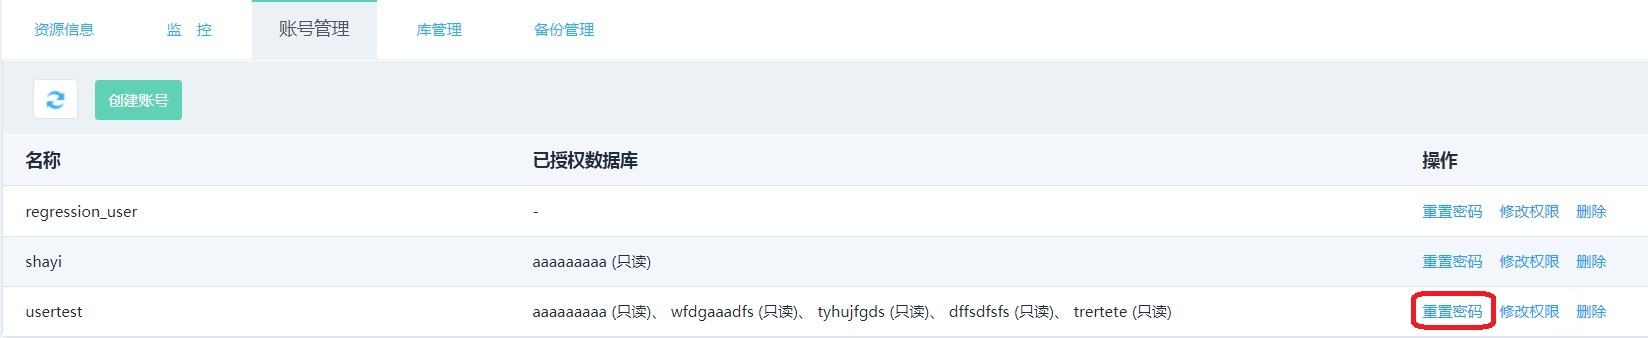 资源信息 监 控 账号管理 库管理 备份管理
创建账号
名称 已授权数据库 操作
regression_user - 重置密码 修改权限 删除
shayi aaaaaaaaa (只读) 重置密码 修改权限 删除
usertest aaaaaaaaa (只读)、 wfdgaaadfs (只读)、 tyhujfgds (只读)、 dffsdfsfs (只读)、 trertete (只读) 重置密码 修改权限 删除